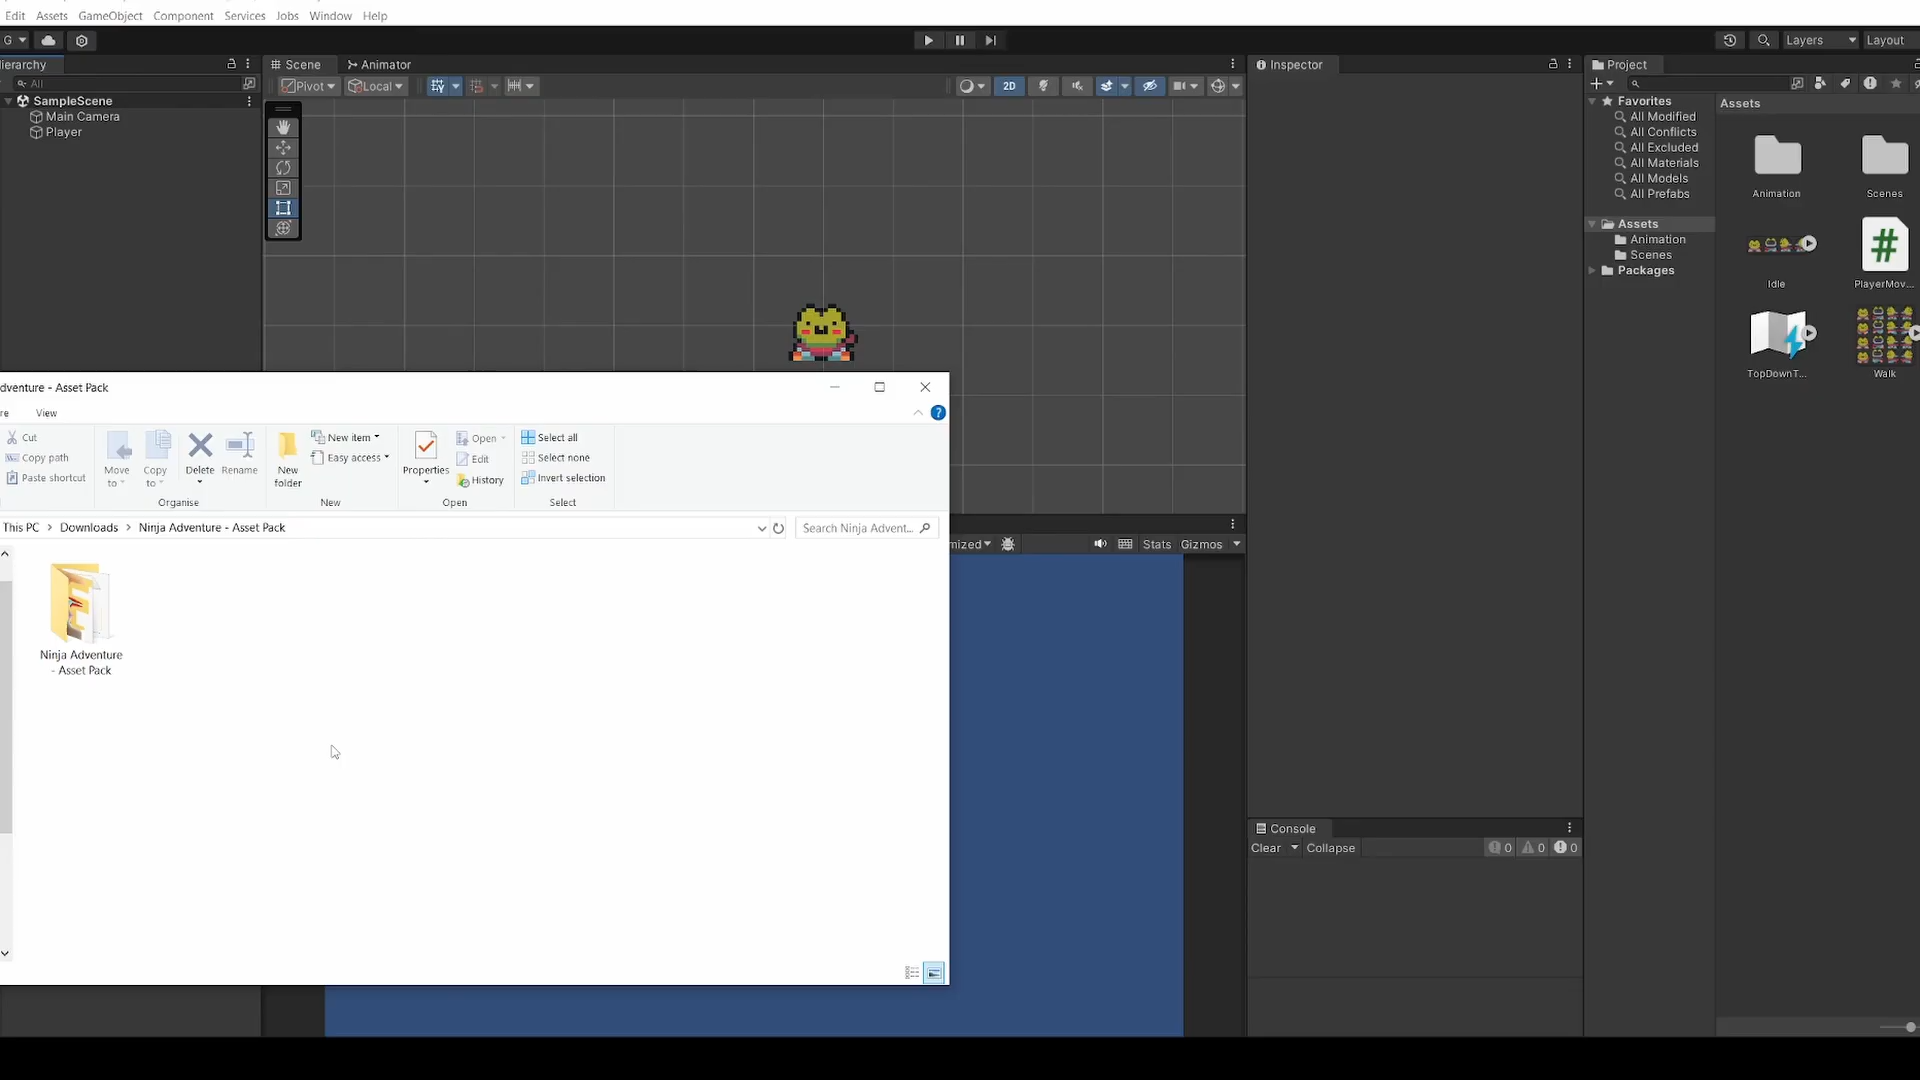 Edit Assets GameObject Component Services Jobs Window Help
G Layers Layout
ierarchy
All
SampleScene
Main Camera
Player
Scene Animator
Pivot Local 2D
Inspector
Project
Favorites
All Modified
All Conflicts
All Excluded
All Materials
All Models
All Prefabs
Assets
Animation
Scenes
Packages
Assets
Animation Scenes
Idle PlayerMov...
TopDownT... Walk
dventure - Asset Pack
re View
Cut
Copy path
Paste shortcut
Move to
Copy to
Delete
Rename
Organise
New folder
New item
Easy access
New
Properties
Open
Edit
History
Open
Select all
Select none
Invert selection
Select
This PC > Downloads > Ninja Adventure - Asset Pack
Search Ninja Advent...
Ninja Adventure
- Asset Pack
mized Stats Gizmos
Console
Clear Collapse 0 0 0